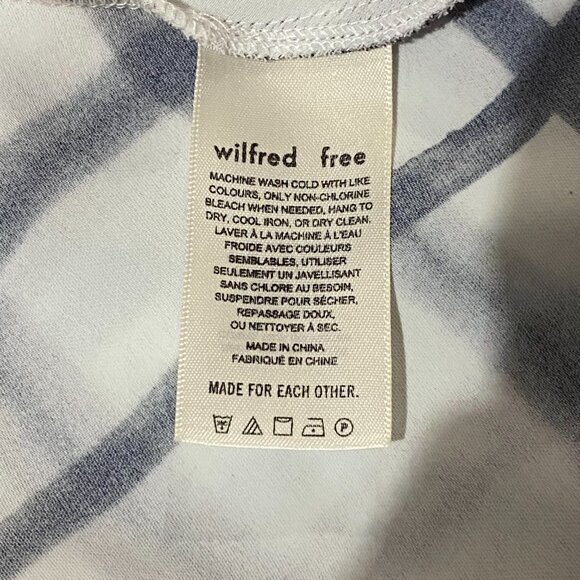 wilfred free
MACHINE WASH COLD WITH LIKE
COLOURS, ONLY NON-CHLORINE
BLEACH WHEN NEEDED, HANG TO
DRY, COOL IRON, OR DRY CLEAN.
LAVER À LA MACHINE À L'EAU
FROIDE AVEC COULEURS
SEMBLABLES, UTILISER
SEULEMENT UN JAVELLISANT
SANS CHLORE AU BESOIN,
SUSPENDRE POUR SÉCHER,
REPASSAGE DOUX,
OU NETTOYER À SEC.
MADE IN CHINA
FABRIQUÉ EN CHINE
MADE FOR EACH OTHER.
P